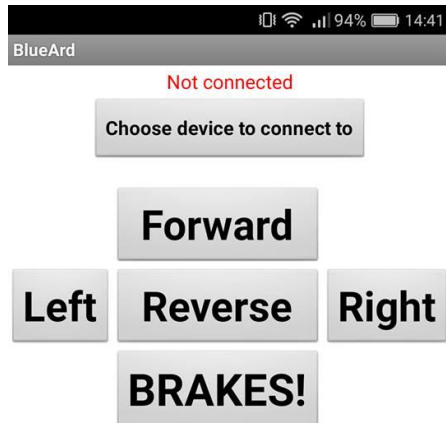 94% 14:41
BlueArd
Not connected
Choose device to connect to
Forward
Left Reverse Right
BRAKES!